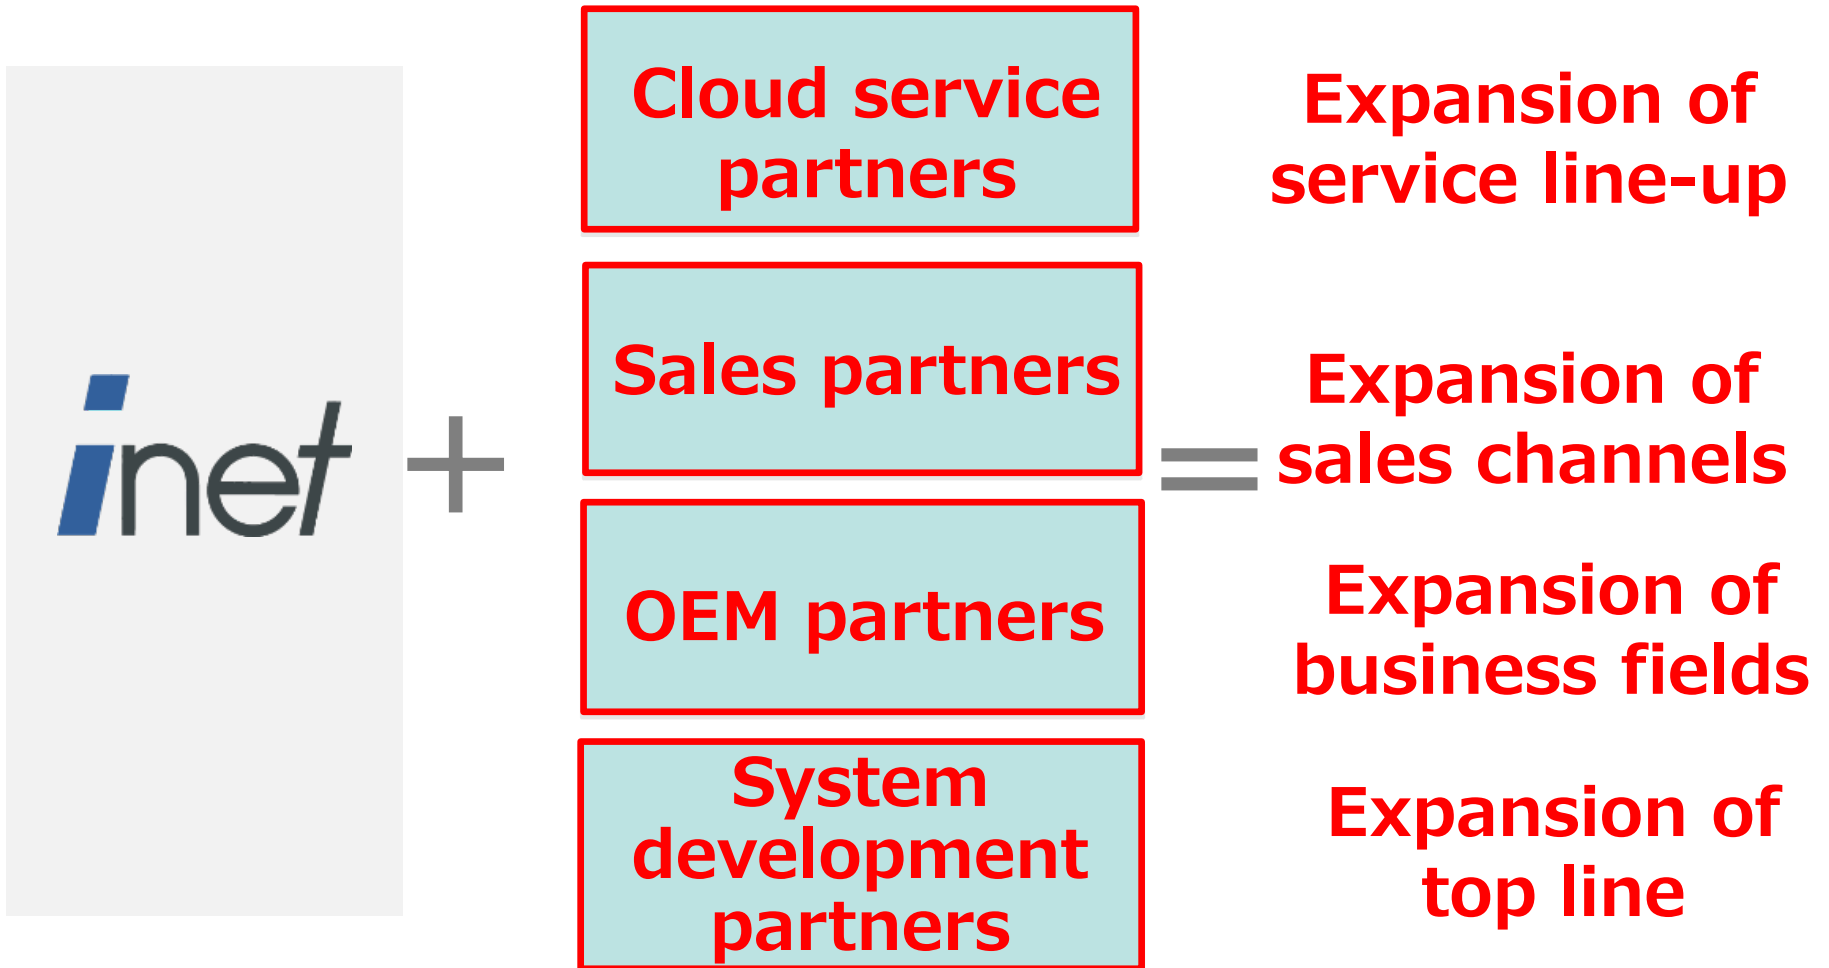 inet
+
Cloud service
partners
Sales partners
OEM partners
System
development
partners
=
Expansion of
service line-up
Expansion of
sales channels
Expansion of
business fields
Expansion of
top line